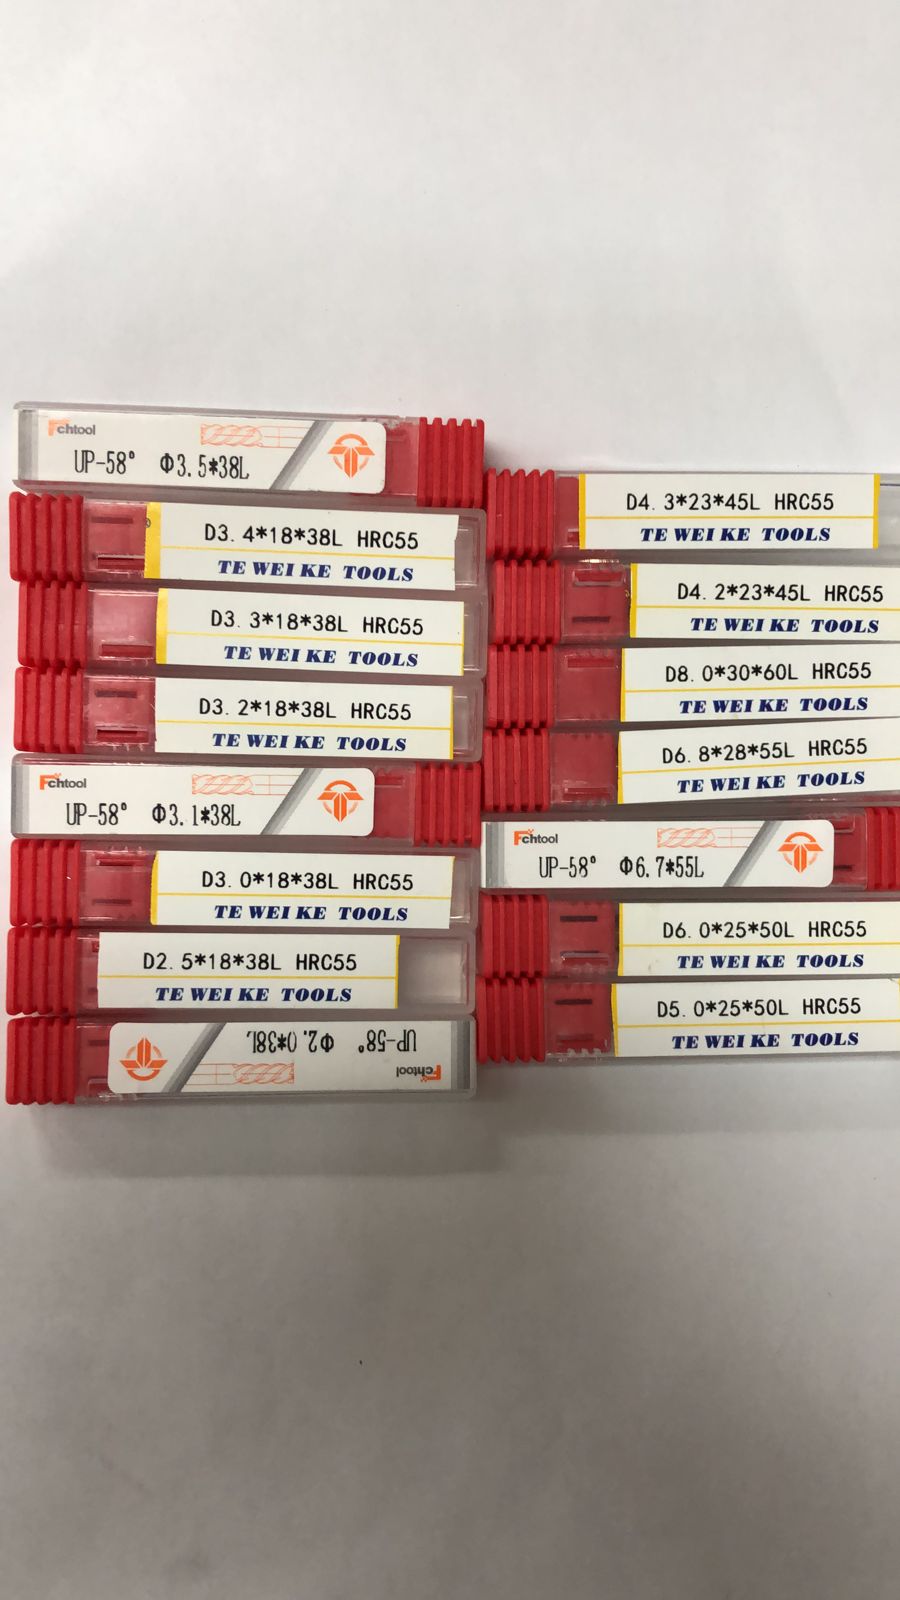 Fchtool
UP-58° Φ3.5*38L
D3.4*18*38L HRC55
TE WEI KE TOOLS
D3.3*18*38L HRC55
TE WEI KE TOOLS
D3.2*18*38L HRC55
TE WEI KE TOOLS
Fchtool
UP-58° Φ3.1*38L
D3.0*18*38L HRC55
TE WEI KE TOOLS
D2.5*18*38L HRC55
TE WEI KE TOOLS
Fchtool
UP-58° Φ2.0*38L
D4.3*23*45L HRC55
TE WEI KE TOOLS
D4.2*23*45L HRC55
TE WEI KE TOOLS
D8.0*30*60L HRC55
TE WEI KE TOOLS
D6.8*28*55L HRC55
TE WEI KE TOOLS
Fchtool
UP-58° Φ6.7*55L
D6.0*25*50L HRC55
TE WEI KE TOOLS
D5.0*25*50L HRC55
TE WEI KE TOOLS